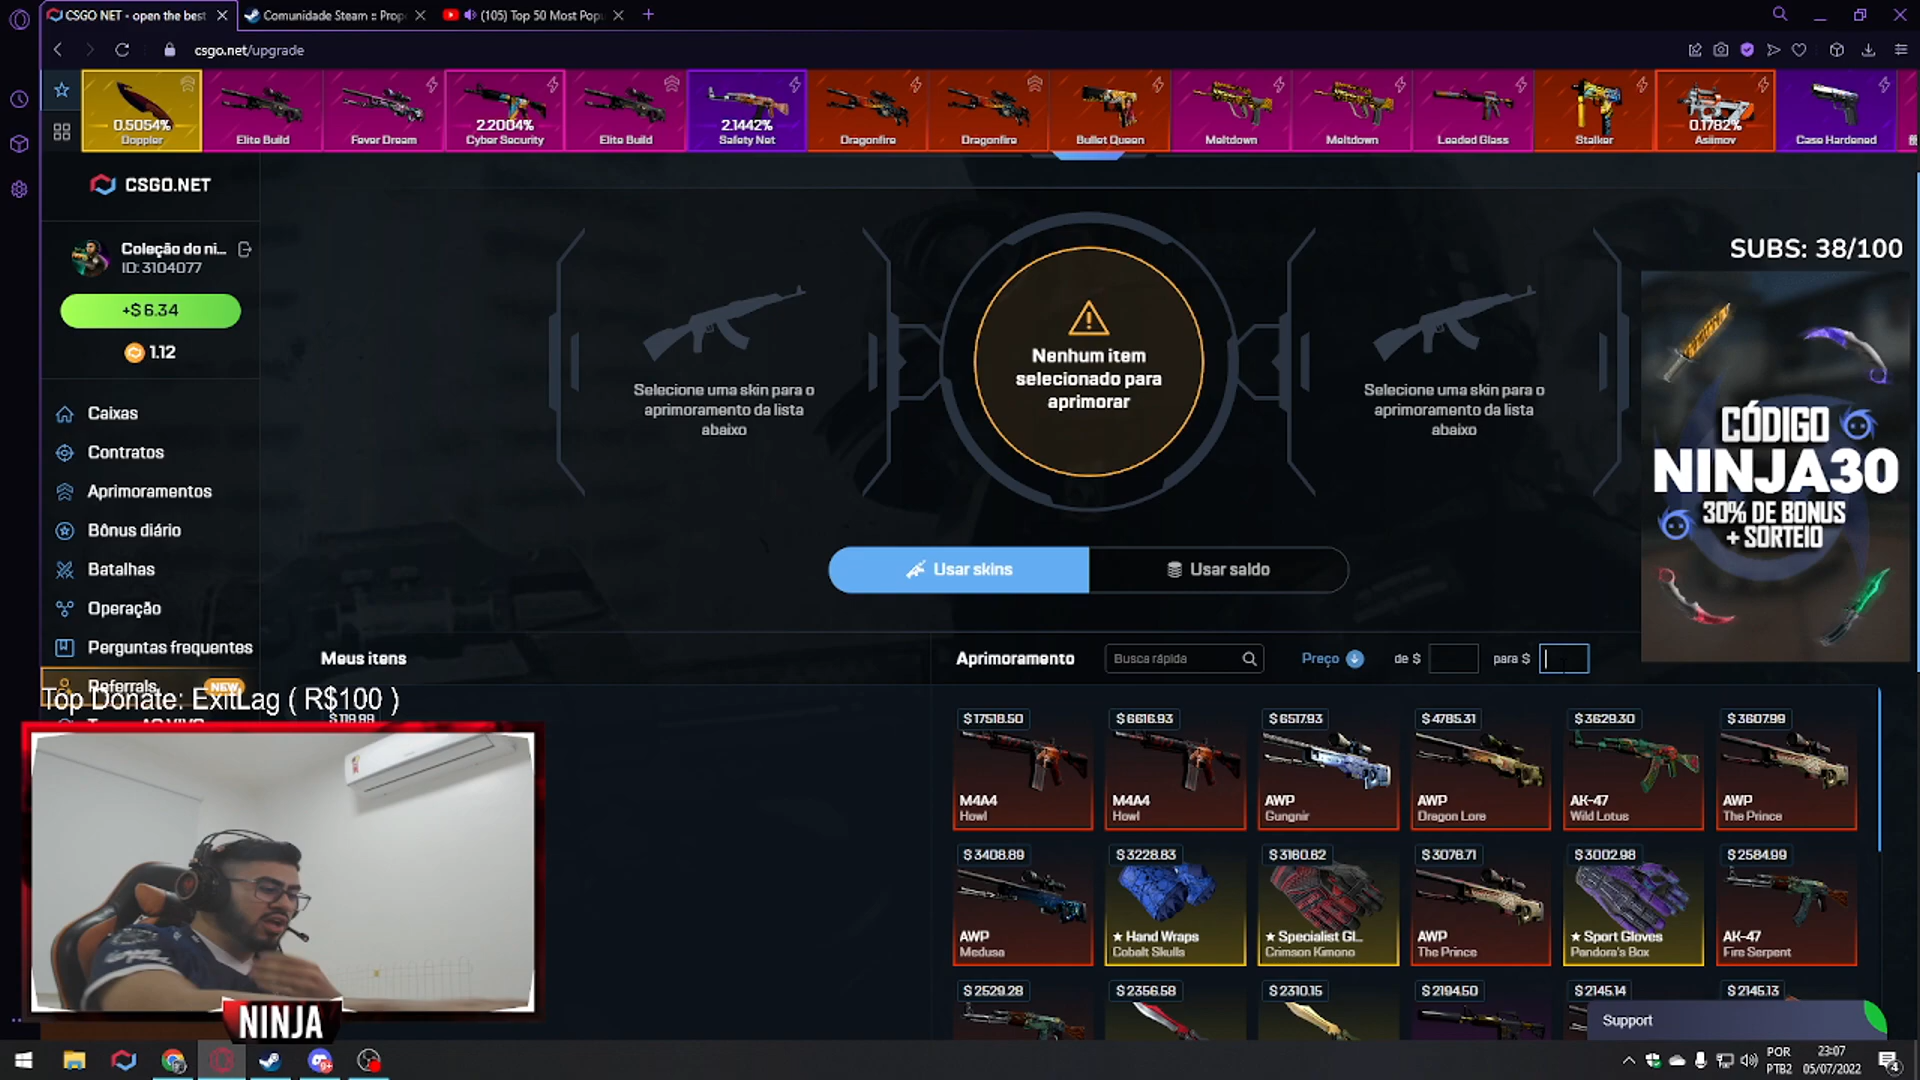 CSGO NET - open the best
Comunidade Steam :: Prop
(105) Top 50 Most Popu
csgo.net/upgrade
0.5054%
Doppler
Elite Build
Fever Dream
2.2004%
Cyber Security
Elite Build
2.1442%
Safety Net
Dragonfire
Dragonfire
Bullet Queen
Meltdown
Meltdown
Leaded Glass
Stalker
0.1782%
Asiimov
Case Hardened
CSGO.NET
Coleção do ni...
ID: 3104077
+$ 6.34
1.12
Caixas
Contratos
Aprimoramentos
Bônus diário
Batalhas
Operação
Perguntas frequentes
Referrals
NEW
Top Donate: ExitLag ( R$100 )
Selecione uma skin para o
aprimoramento da lista
abaixo
Nenhum item
selecionado para
aprimorar
Selecione uma skin para o
aprimoramento da lista
abaixo
Usar skins
Usar saldo
SUBS: 38/100
CÓDIGO
NINJA30
30% DE BONUS
+ SORTEIO
Meus itens
Aprimoramento
Busca rápida
Preço
de $
para $
$ 17518.50
M4A4
Howl
$ 6616.93
M4A4
Howl
$ 6517.93
AWP
Gungnir
$ 4785.31
AWP
Dragon Lore
$ 3629.30
AK-47
Wild Lotus
$ 3607.99
AWP
The Prince
$ 3408.89
AWP
Medusa
$ 3228.83
★ Hand Wraps
Cobalt Skulls
$ 3160.62
★ Specialist Gl...
Crimson Kimono
$ 3078.71
AWP
The Prince
$ 3002.98
★ Sport Gloves
Pandora's Box
$ 2584.99
AK-47
Fire Serpent
$ 2529.28
$ 2356.58
$ 2310.15
$ 2194.50
$ 2145.14
$ 2145.13
Support
NINJA
POR
PTB2
23:07
05/07/2022
4